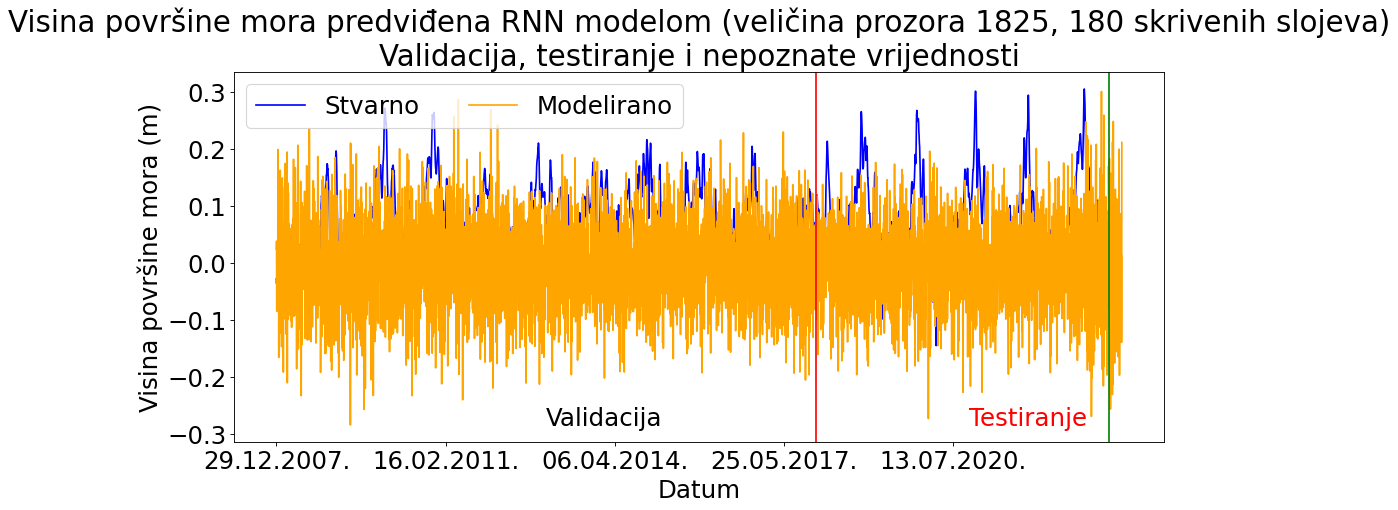 Visina površine mora predviđena RNN modelom (veličina prozora 1825, 180 skrivenih slojeva)
Validacija, testiranje i nepoznate vrijednosti
Stvarno Modelirano
Visina površine mora (m)
0.3
0.2
0.1
0.0
−0.1
−0.2
−0.3
Validacija
Testiranje
29.12.2007. 16.02.2011. 06.04.2014. 25.05.2017. 13.07.2020.
Datum